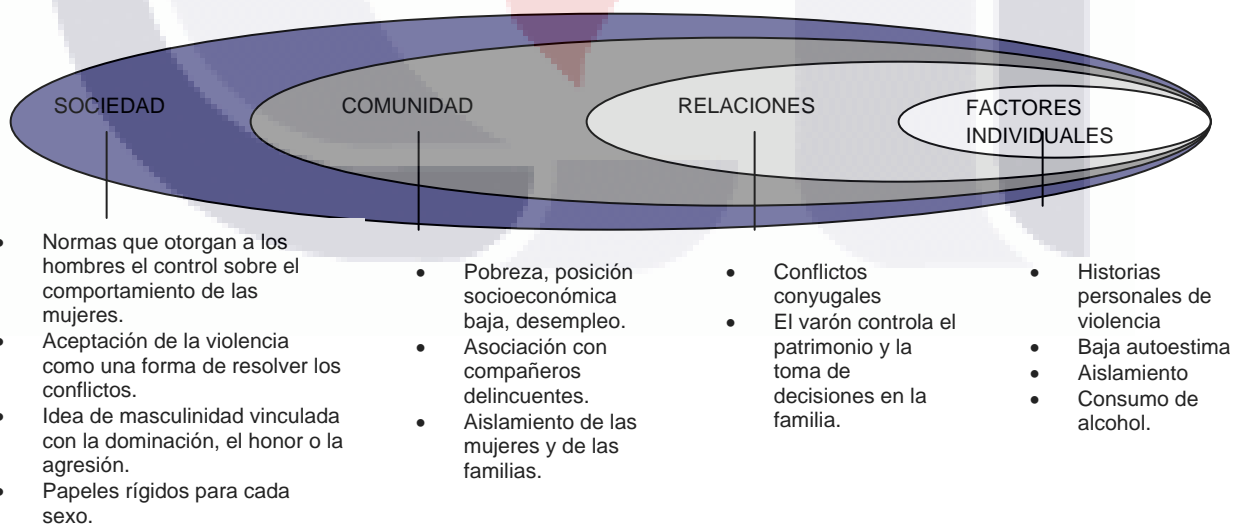 SOCIEDAD
COMUNIDAD
RELACIONES
FACTORES
INDIVIDUALES
• Normas que otorgan a los
hombres el control sobre el
comportamiento de las
mujeres.
• Aceptación de la violencia
como una forma de resolver los
conflictos.
• Idea de masculinidad vinculada
con la dominación, el honor o la
agresión.
• Papeles rígidos para cada
sexo.
• Pobreza, posición
socioeconómica
baja, desempleo.
• Asociación con
compañeros
delincuentes.
• Aislamiento de las
mujeres y de las
familias.
• Conflictos
conyugales
• El varón controla el
patrimonio y la
toma de
decisiones en la
familia.
• Historias
personales de
violencia
• Baja autoestima
• Aislamiento
• Consumo de
alcohol.